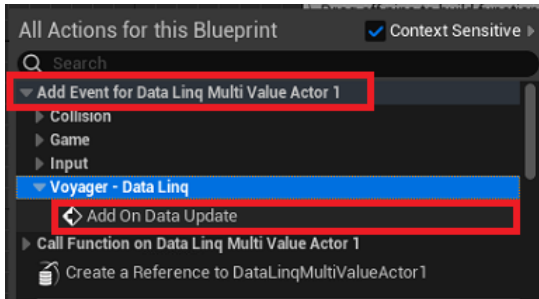 All Actions for this Blueprint
Context Sensitive
Search
Add Event for Data Linq Multi Value Actor 1
Collision
Game
Input
Voyager - Data Linq
Add On Data Update
Call Function on Data Linq Multi Value Actor 1
Create a Reference to DataLinqMultiValueActor1